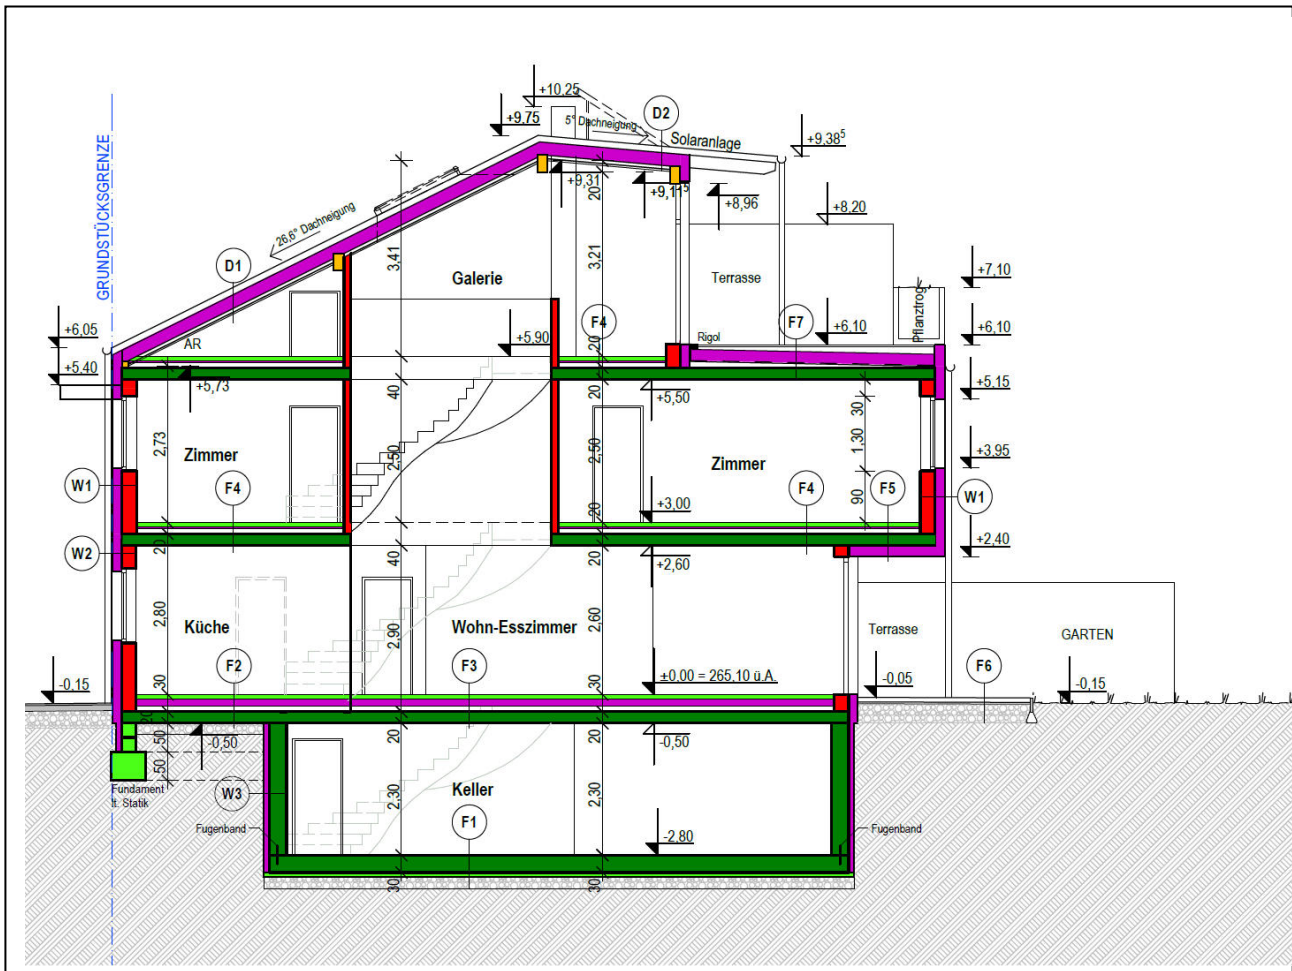 +10,25
+9,75
D2
5° Dachneigung
Solaranlage
+9,38⁵
GRUNDSTÜCKSGRENZE
+9,31
20
+9,11⁵
+8,96
+8,20
26,6° Dachneigung
3,41
3,21
D1
Galerie
Terrasse
+7,10
Pflanztrog
+6,05
AR
+5,90
F4
20
Rigol
F7
+6,10
+6,10
+5,40
+5,73
40
20
+5,50
+5,15
30
2,73
Zimmer
2,50
2,50
Zimmer
1,30
+3,95
W1
F4
F4
F5
W1
90
+3,00
20
W2
20
40
20
+2,60
+2,40
2,80
Küche
2,90
Wohn-Esszimmer
2,60
Terrasse
GARTEN
F2
F3
F6
±0,00 = 265,10 ü.A.
-0,15
30
30
-0,05
-0,15
20
50
-0,50
20
20
-0,50
50
Fundament
lt. Statik
W3
2,30
Keller
2,30
F1
Fugenband
-2,80
Fugenband
30
30